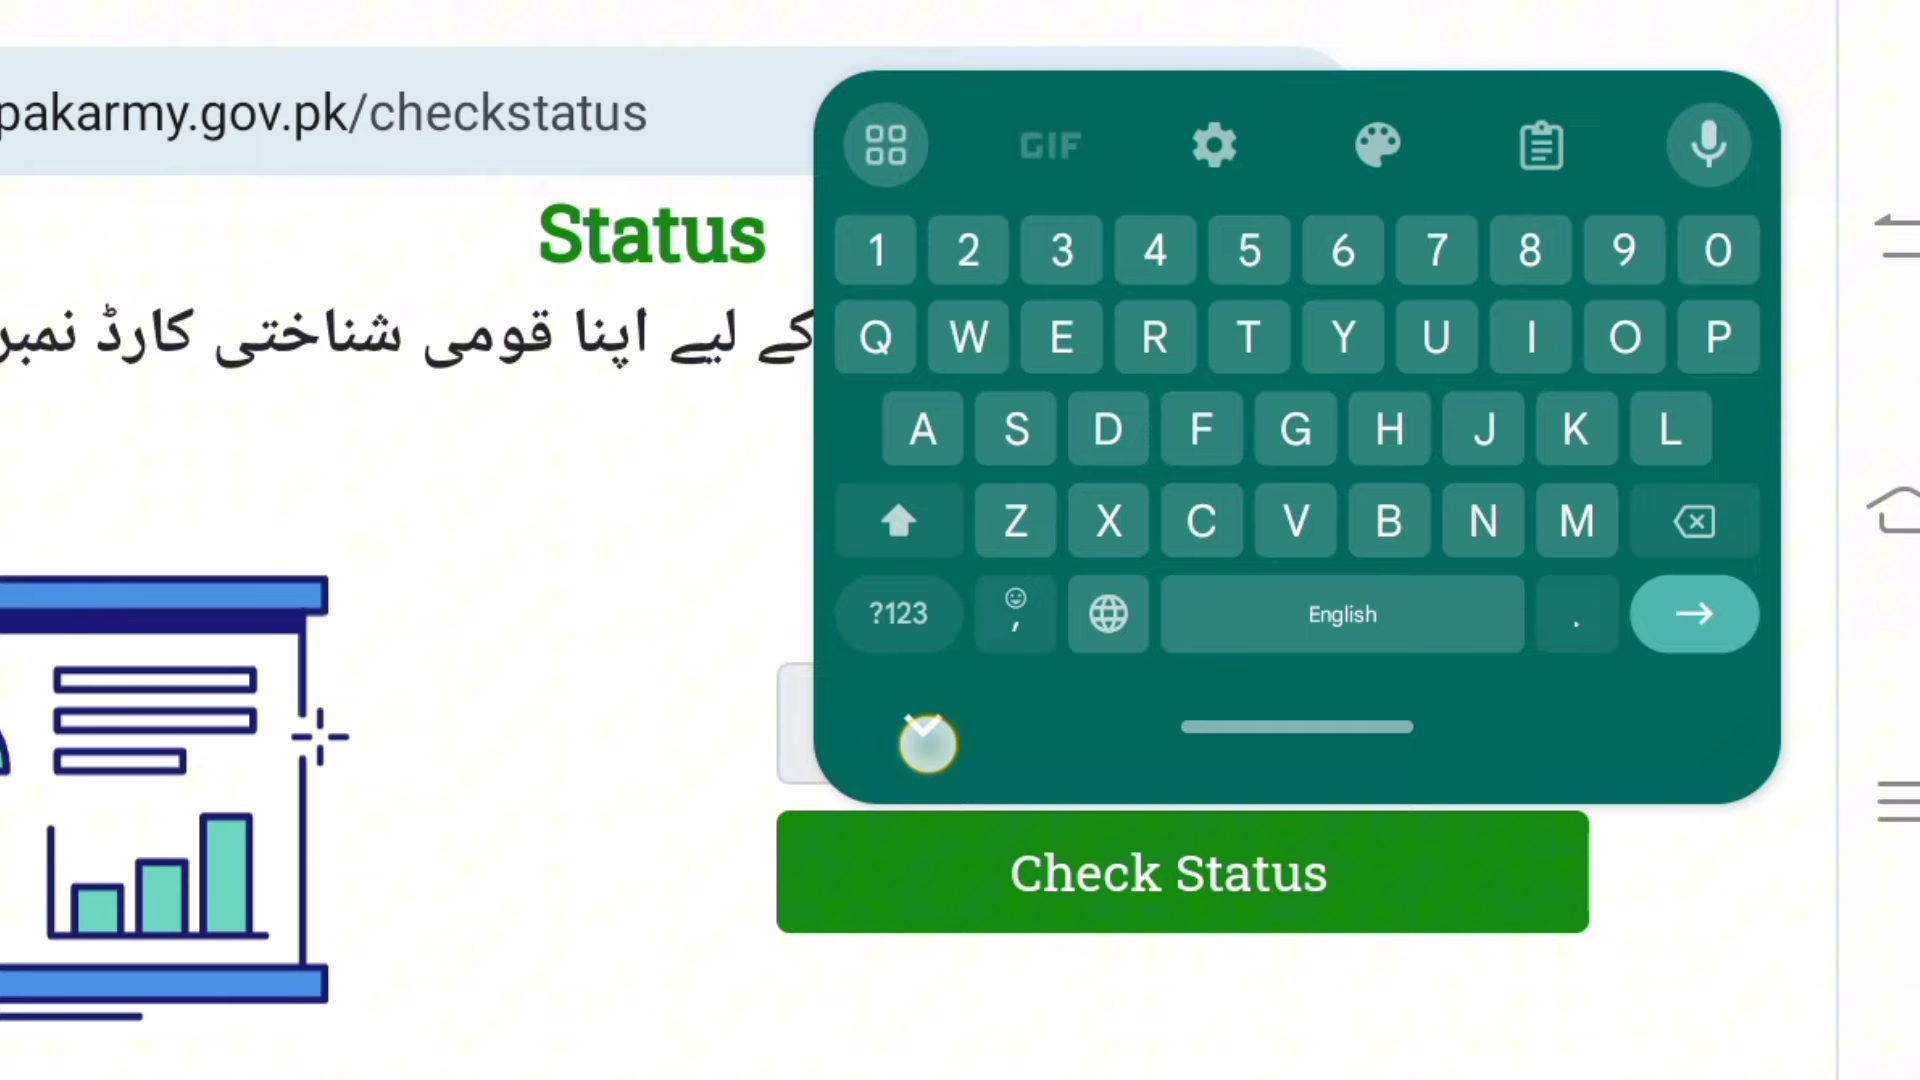 pakarmy.gov.pk/checkstatus
Status
کے لیے اپنا قومی شناختی کارڈ نمبر
GIF
1 2 3 4 5 6 7 8 9 0
Q W E R T Y U I O P
A S D F G H J K L
Z X C V B N M
?123 , English .
Check Status